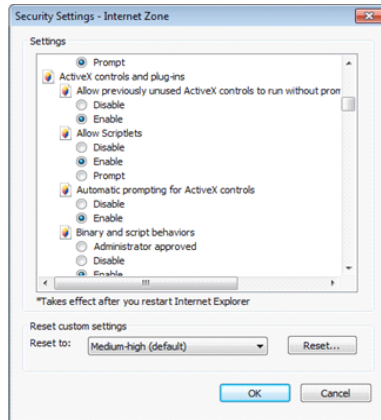 Security Settings - Internet Zone
Settings
Prompt
ActiveX controls and plug-ins
Allow previously unused ActiveX controls to run without prom
Disable
Enable
Allow Scriptlets
Disable
Enable
Prompt
Automatic prompting for ActiveX controls
Disable
Enable
Binary and script behaviors
Administrator approved
Disable
Enable
*Takes effect after you restart Internet Explorer
Reset custom settings
Reset to: Medium-high (default) Reset...
OK Cancel